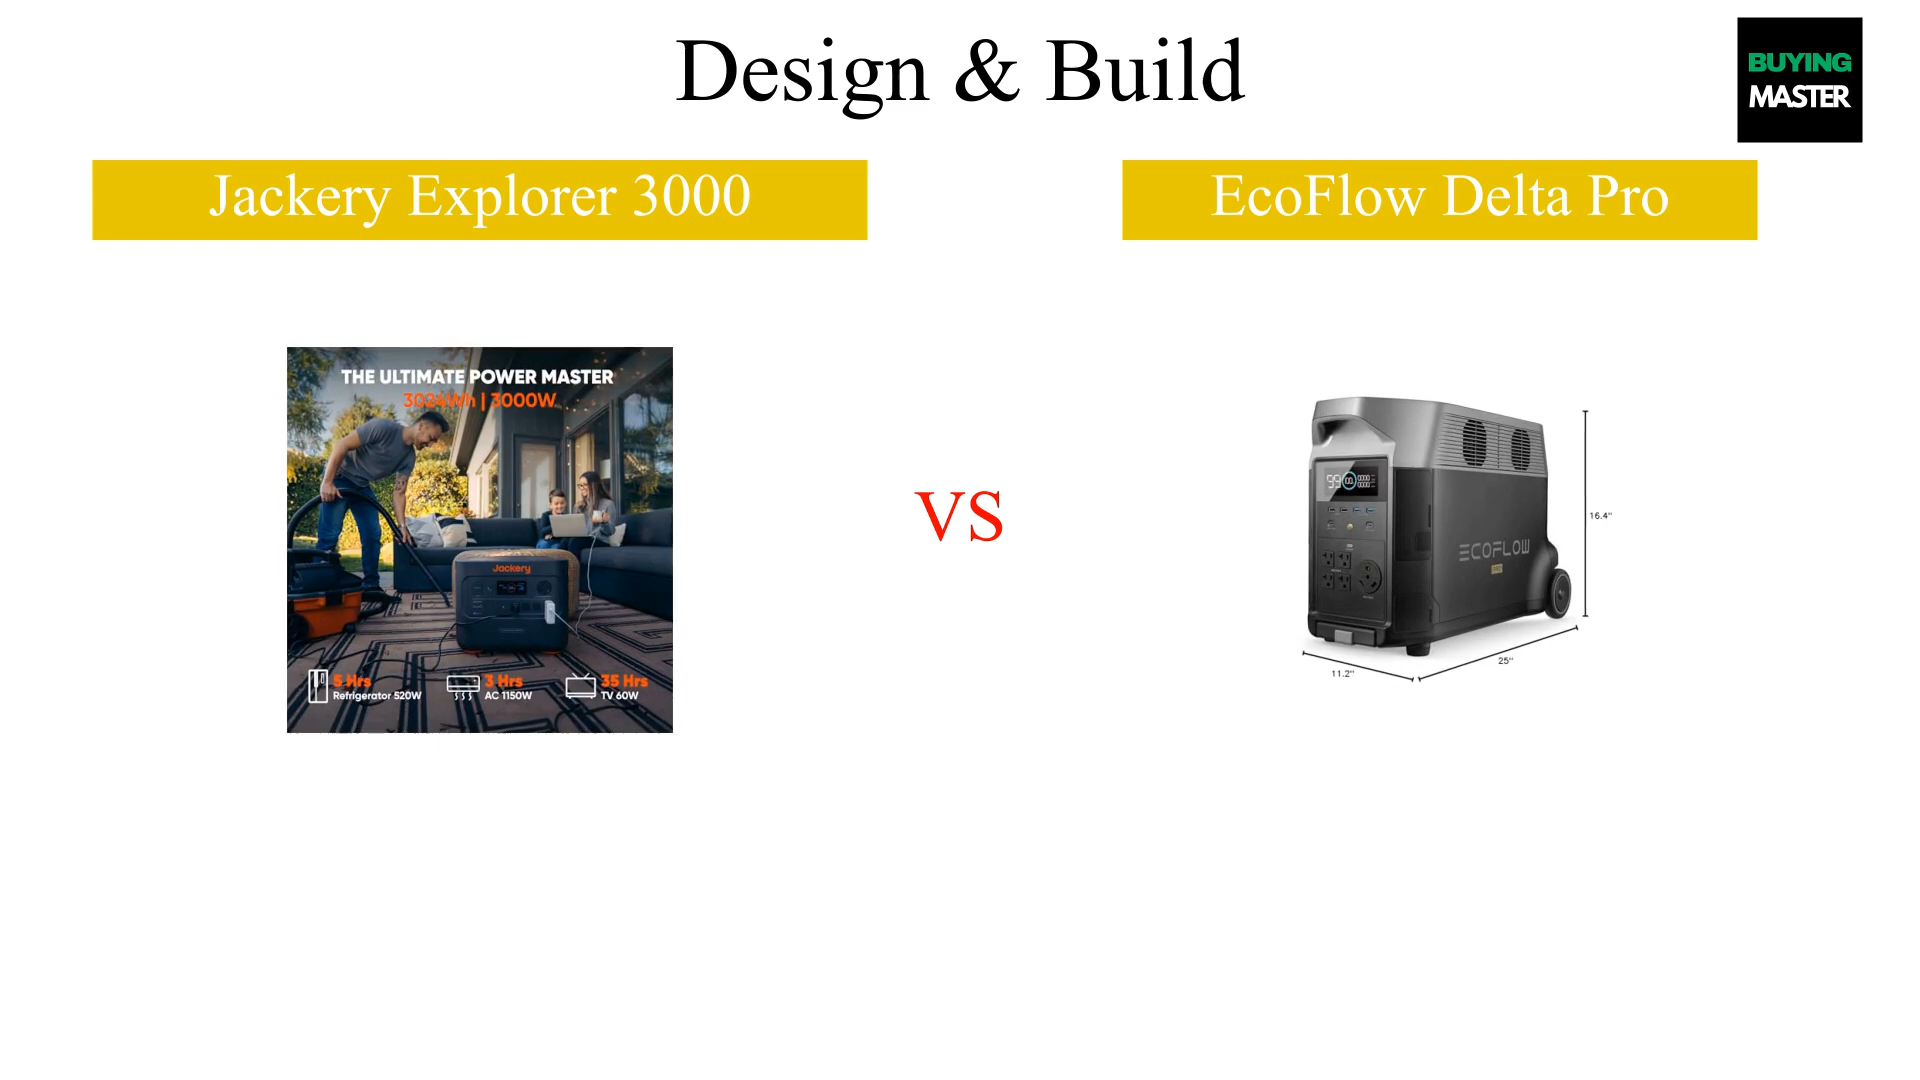 Design & Build
BUYING
MASTER
Jackery Explorer 3000
EcoFlow Delta Pro
THE ULTIMATE POWER MASTER
3024Wh | 3000W
Jackery
VS
ECOFLOW
16.4"
11.2"
25"
5 Hrs
Refrigerator 520W
3 Hrs
AC 1150W
35 Hrs
TV 60W